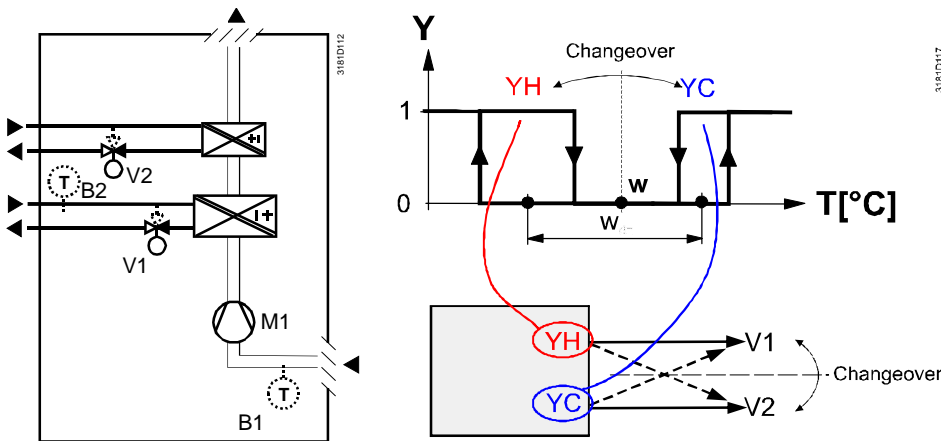 3181D112
V2
T
B2
V1
M1
T
B1
Y
Changeover
3181D117
YH
YC
1
0
w
T[°C]
w
YH
V1
Changeover
YC
V2